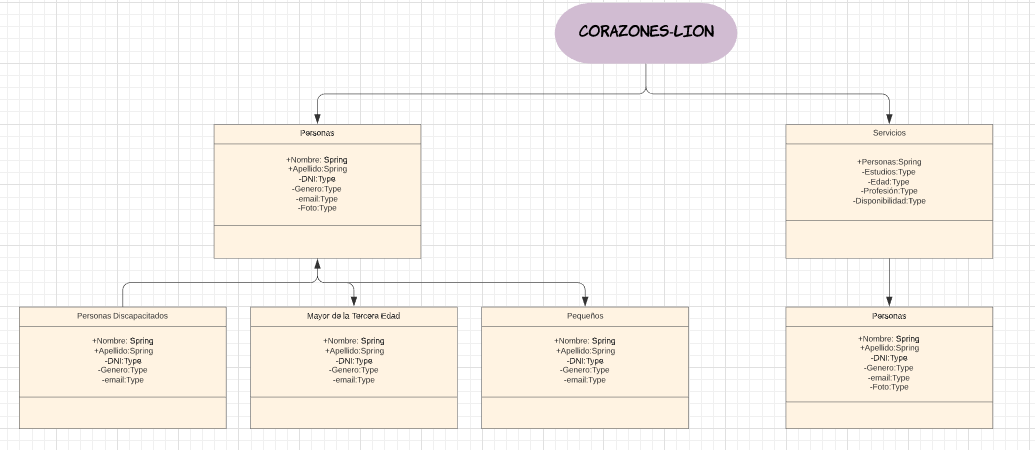 CORAZONES-LION
Personas
+Nombre: Spring
+Apellido:Spring
-DNI:Type
-Genero:Type
-email:Type
-Foto:Type
Servicios
+Personas:Spring
-Estudios:Type
-Edad:Type
-Profesión:Type
-Disponibilidad:Type
Personas Discapacitados
+Nombre: Spring
+Apellido:Spring
-DNI:Type
-Genero:Type
-email:Type
Mayor de la Tercera Edad
+Nombre: Spring
+Apellido:Spring
-DNI:Type
-Genero:Type
-email:Type
Pequeños
+Nombre: Spring
+Apellido:Spring
-DNI:Type
-Genero:Type
-email:Type
Personas
+Nombre: Spring
+Apellido:Spring
-DNI:Type
-Genero:Type
-email:Type
-Foto:Type